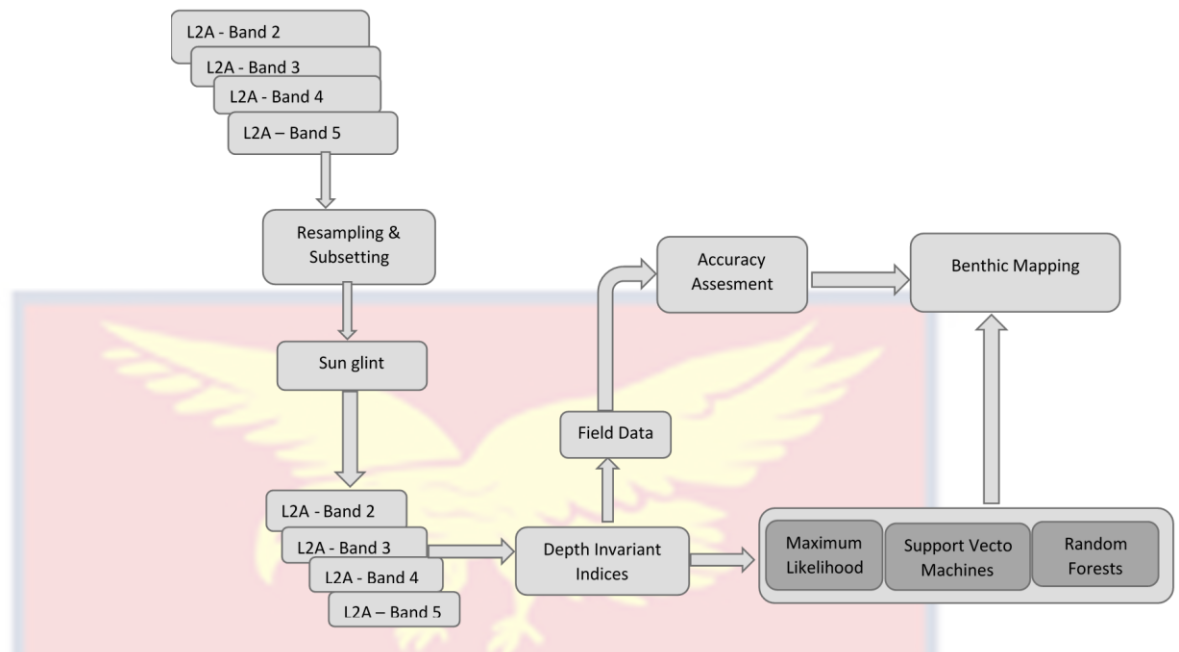 L2A - Band 2
L2A - Band 3
L2A - Band 4
L2A – Band 5
Resampling &
Subsetting
Sun glint
L2A - Band 2
L2A - Band 3
L2A - Band 4
L2A – Band 5
Depth Invariant
Indices
Field Data
Accuracy
Assesment
Benthic Mapping
Maximum
Likelihood
Support Vecto
Machines
Random
Forests